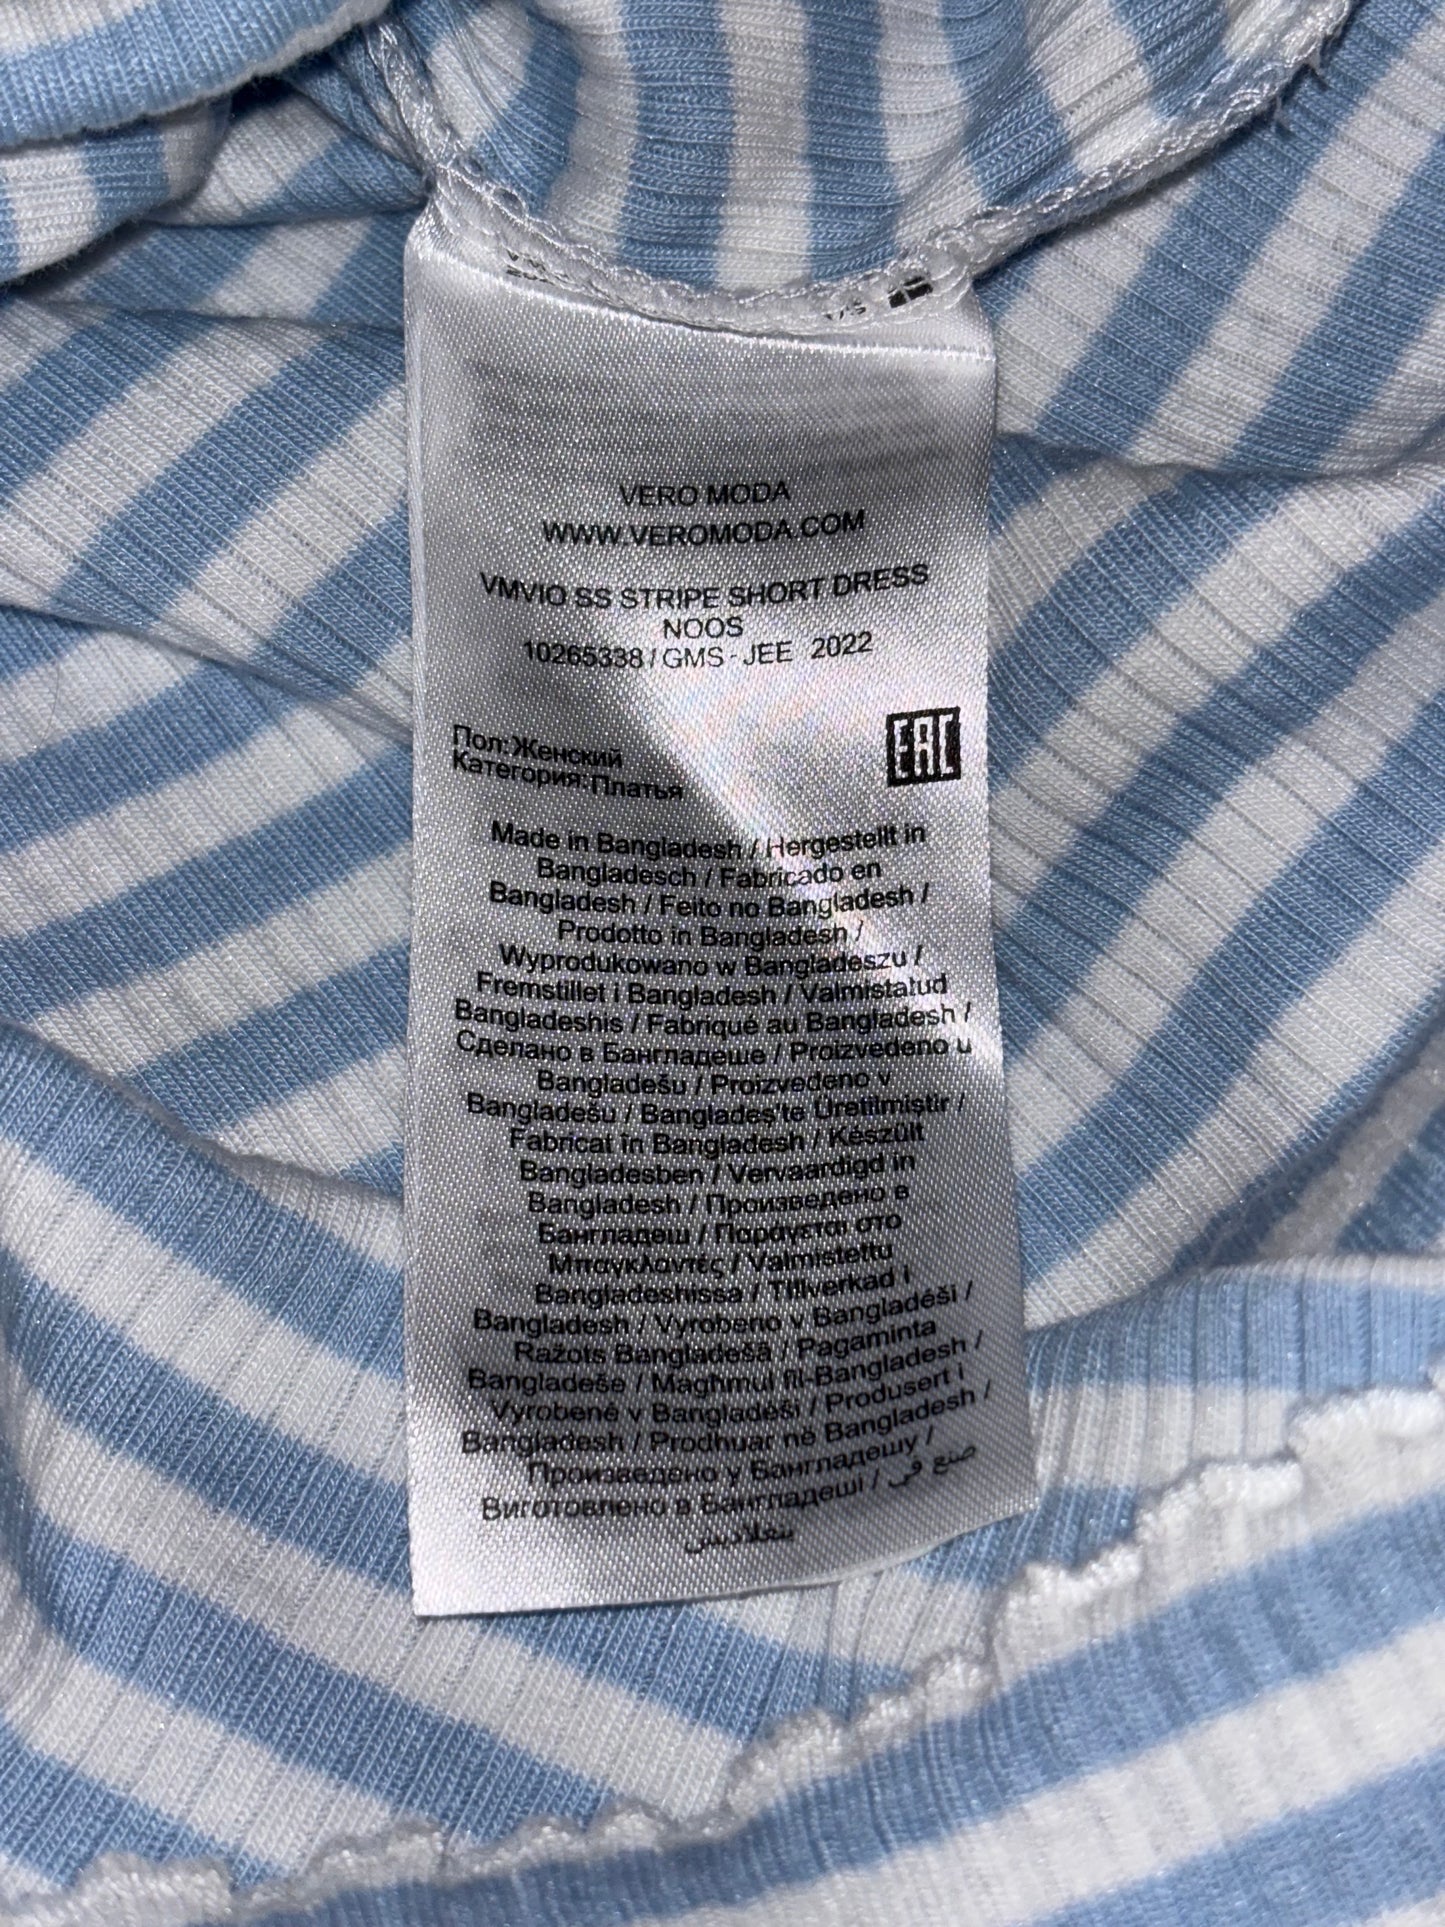 VERO MODA
WWW.VEROMODA.COM
VMVIO SS STRIPE SHORT DRESS
NOOS
10265338 / GMS - JEE 2022
Пол:Женский
Категория:Платья
EAC
Made in Bangladesh / Hergestellt in
Bangladesch / Fabricado en
Bangladesh / Feito no Bangladesh /
Prodotto in Bangladesh /
Wyprodukowano w Bangladeszu /
Fremstillet i Bangladesh / Valmistatud
Bangladeshis / Fabriqué au Bangladesh /
Сделано в Бангладеше / Proizvedeno u
Bangladešu / Proizvedeno v
Bangladešu / Bangladeş'te Üretilmiştir /
Fabricat în Bangladesh / Készült
Bangladesben / Vervaardigd in
Bangladesh / Произведено в
Бангладеш / Παράγεται στο
Μπαγκλαντές / Valmistettu
Bangladeshissa / Tillverkad i
Bangladesh / Vyrobeno v Bangladéši /
Ražots Bangladešā / Pagaminta
Bangladeše / Magħmul fil-Bangladesh /
Vyrobené v Bangladéši / Produsert i
Bangladesh / Prodhuar në Bangladesh /
Произведено у Бангладешу /
Виготовлено в Бангладеші / صنع في
بنغلاديش